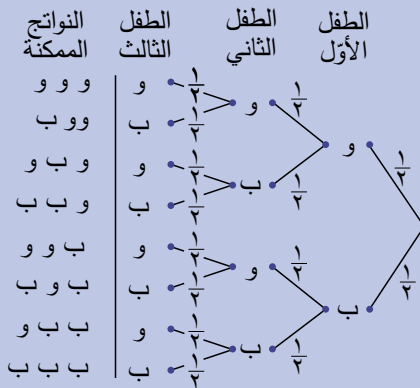 الطفل الأوّل
الطفل الثاني
الطفل الثالث
النواتج الممكنة
١/٢ و ١/٢ و ١/٢ و و و و
١/٢ ب و و ب
١/٢ ب ١/٢ و و ب و
١/٢ ب و ب ب
١/٢ ب ١/٢ و ١/٢ و ب و و
١/٢ ب ب و ب
١/٢ ب ١/٢ و ب ب و
١/٢ ب ب ب ب